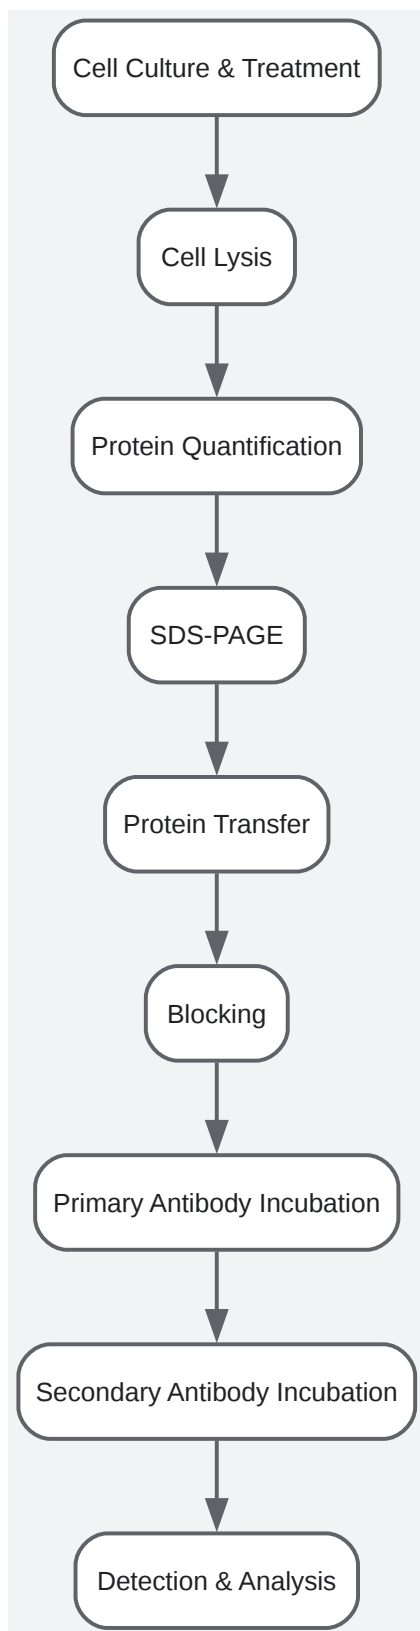 Cell Culture & Treatment
Cell Lysis
Protein Quantification
SDS-PAGE
Protein Transfer
Blocking
Primary Antibody Incubation
Secondary Antibody Incubation
Detection & Analysis